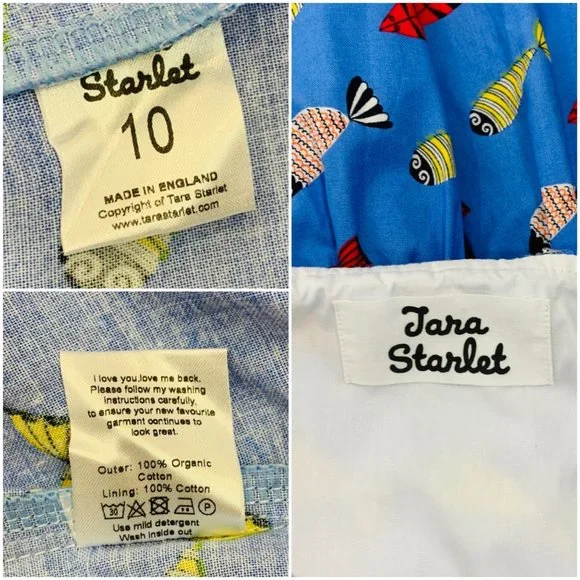 Starlet
10
MADE IN ENGLAND
Copyright of Tara Starlet
www.tarastarlet.com
Tara
Starlet
I love you,love me back.
Please follow my washing
instructions carefully,
to ensure your new favourite
garment continues to
look great.
Outer: 100% Organic
Cotton
Lining: 100% Cotton
30 P
Use mild detergent
Wash inside out